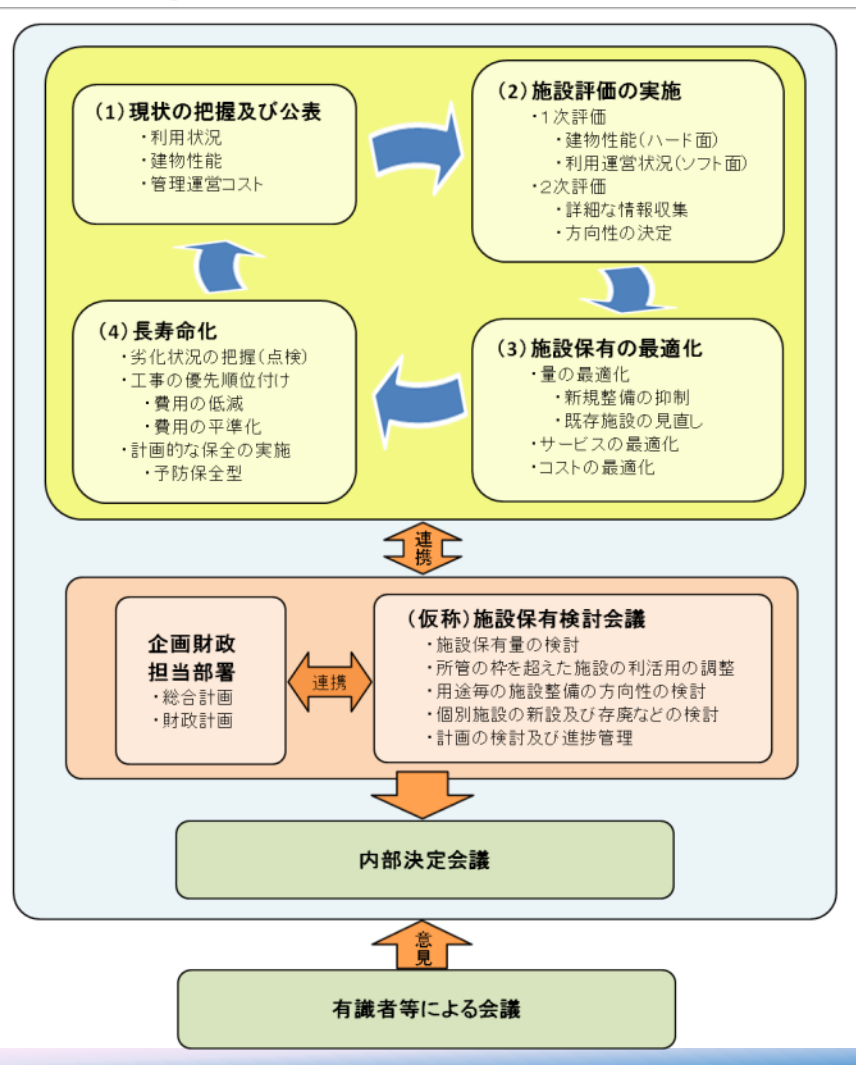 (1)現状の把握及び公表
・利用状況
・建物性能
・管理運営コスト
(2)施設評価の実施
・1次評価
・建物性能(ハード面)
・利用運営状況(ソフト面)
・2次評価
・詳細な情報収集
・方向性の決定
(3)施設保有の最適化
・量の最適化
・新規整備の抑制
・既存施設の見直し
・サービスの最適化
・コストの最適化
(4)長寿命化
・劣化状況の把握(点検)
・工事の優先順位付け
・費用の低減
・費用の平準化
・計画的な保全の実施
・予防保全型
連携
企画財政
担当部署
・総合計画
・財政計画
連携
(仮称)施設保有検討会議
・施設保有量の検討
・所管の枠を超えた施設の利活用の調整
・用途毎の施設整備の方向性の検討
・個別施設の新設及び存廃などの検討
・計画の検討及び進捗管理
内部決定会議
意見
有識者等による会議